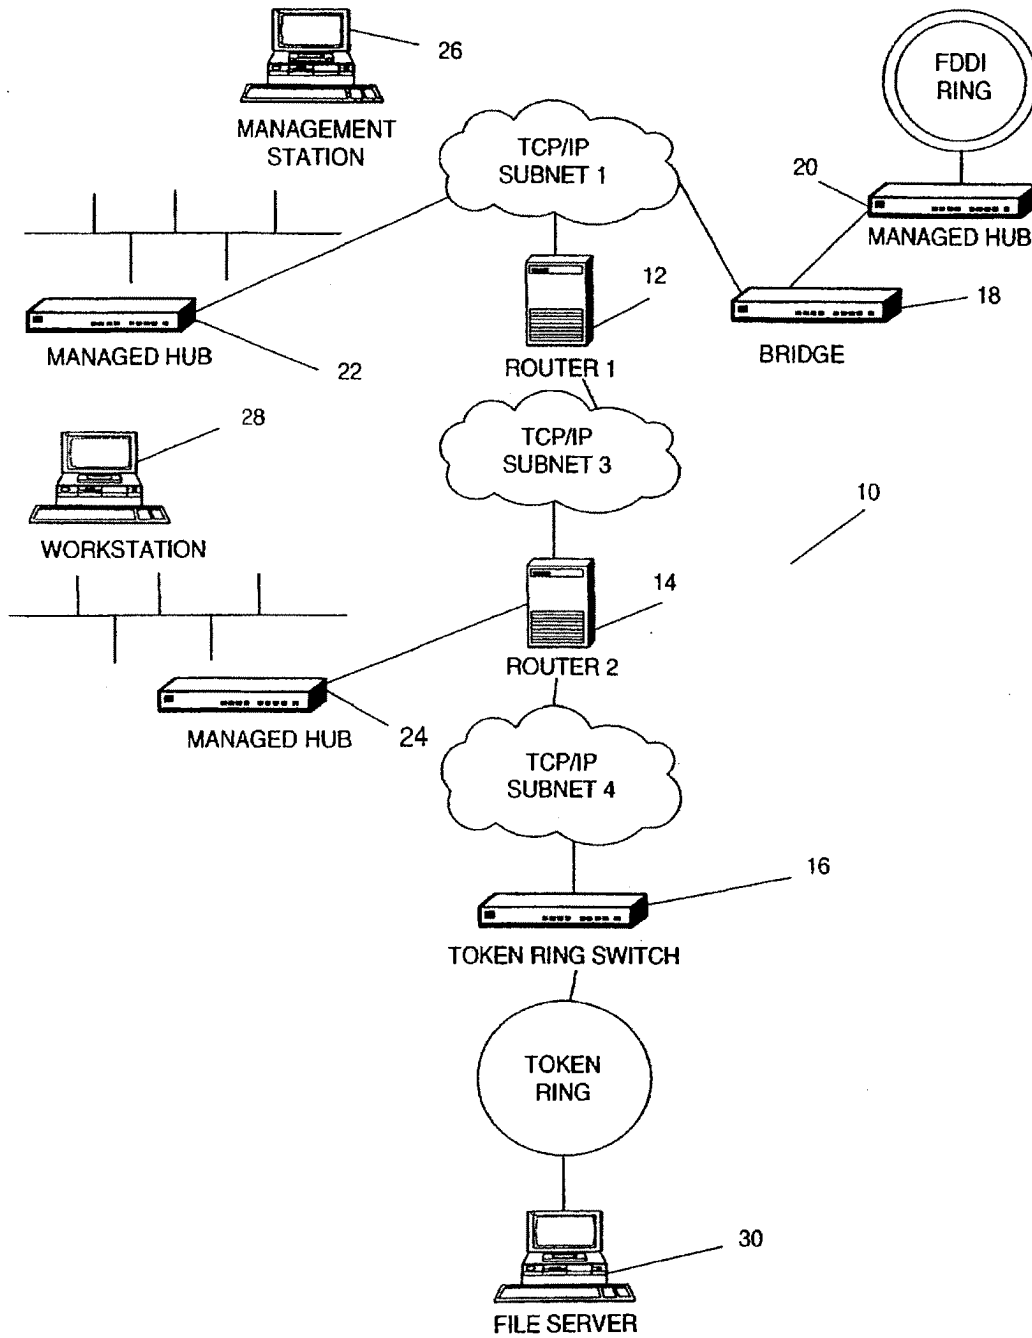 26
MANAGEMENT
STATION
FDDI
RING
TCP/IP
SUBNET 1
20
MANAGED HUB
12
18
ROUTER 1
BRIDGE
MANAGED HUB
22
28
TCP/IP
SUBNET 3
10
WORKSTATION
14
ROUTER 2
MANAGED HUB
24
TCP/IP
SUBNET 4
16
TOKEN RING SWITCH
TOKEN
RING
30
FILE SERVER